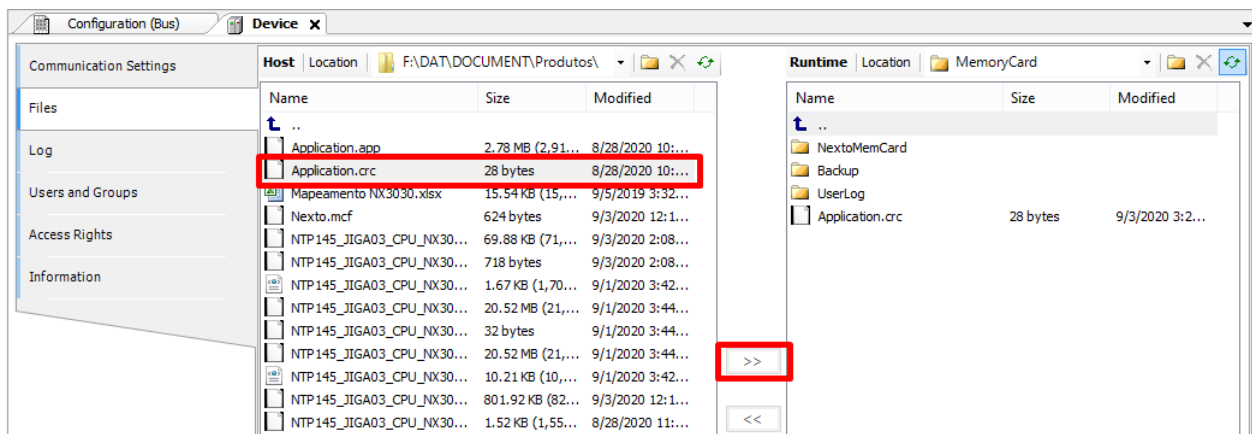 Configuration (Bus) Device X
Communication Settings
Files
Log
Users and Groups
Access Rights
Information
Host Location F:\DAT\DOCUMENT\Produtos\
Name Size Modified
..
Application.app 2.78 MB (2,91... 8/28/2020 10:...
Application.crc 28 bytes 8/28/2020 10:...
Mapeamento NX3030.xlsx 15.54 KB (15,... 9/5/2019 3:32...
Nexto.mcf 624 bytes 9/3/2020 12:1...
NTP145_JIGA03_CPU_NX30... 69.88 KB (71,... 9/3/2020 2:08...
NTP145_JIGA03_CPU_NX30... 718 bytes 9/3/2020 2:08...
NTP145_JIGA03_CPU_NX30... 1.67 KB (1,70... 9/1/2020 3:42...
NTP145_JIGA03_CPU_NX30... 20.52 MB (21,... 9/1/2020 3:44...
NTP145_JIGA03_CPU_NX30... 32 bytes 9/1/2020 3:44...
NTP145_JIGA03_CPU_NX30... 20.52 MB (21,... 9/1/2020 3:44...
NTP145_JIGA03_CPU_NX30... 10.21 KB (10,... 9/1/2020 3:42...
NTP145_JIGA03_CPU_NX30... 801.92 KB (82... 9/3/2020 12:1...
NTP145_JIGA03_CPU_NX30... 1.52 KB (1,55... 8/28/2020 11:...
>>
<<
Runtime Location MemoryCard
Name Size Modified
..
NextoMemCard
Backup
UserLog
Application.crc 28 bytes 9/3/2020 3:2...